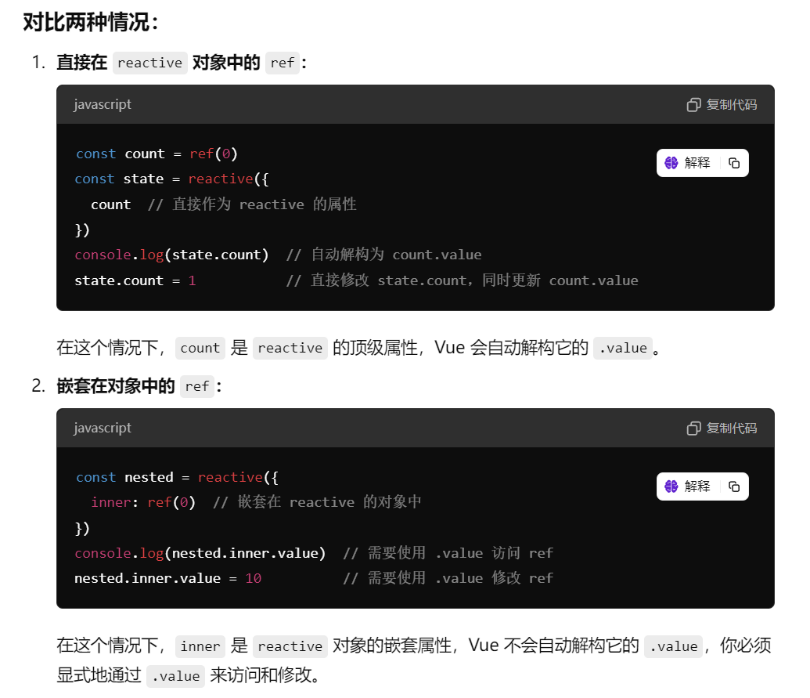 对比两种情况：
1. 直接在 reactive 对象中的 ref：
javascript 复制代码
const count = ref(0) 解释
const state = reactive({
count // 直接作为 reactive 的属性
})
console.log(state.count) // 自动解构为 count.value
state.count = 1 // 直接修改 state.count，同时更新 count.value
在这个情况下，count 是 reactive 的顶级属性，Vue 会自动解构它的 .value。
2. 嵌套在对象中的 ref：
javascript 复制代码
const nested = reactive({ 解释
inner: ref(0) // 嵌套在 reactive 的对象中
})
console.log(nested.inner.value) // 需要使用 .value 访问 ref
nested.inner.value = 10 // 需要使用 .value 修改 ref
在这个情况下，inner 是 reactive 对象的嵌套属性，Vue 不会自动解构它的 .value，你必须
显式地通过 .value 来访问和修改。